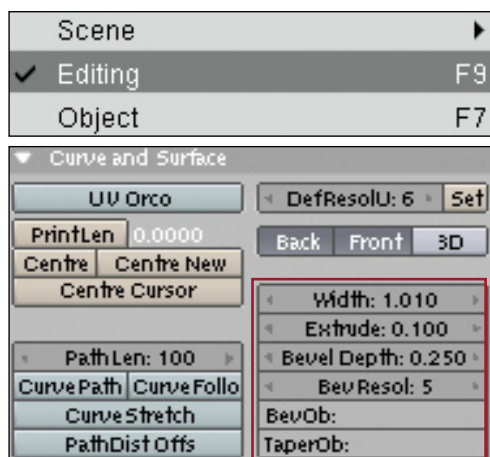 Scene
Editing F9
Object F7
Curve and Surface
UV Orco
DefResolU: 6 Set
PrintLen 0.0000
Back Front 3D
Centre Centre New
Centre Cursor
Width: 1.010
Extrude: 0.100
PathLen: 100
Bevel Depth: 0.250
CurvePath CurveFollo
Bev Resol: 5
CurveStretch
BevOb:
PathDist Offs
TaperOb: